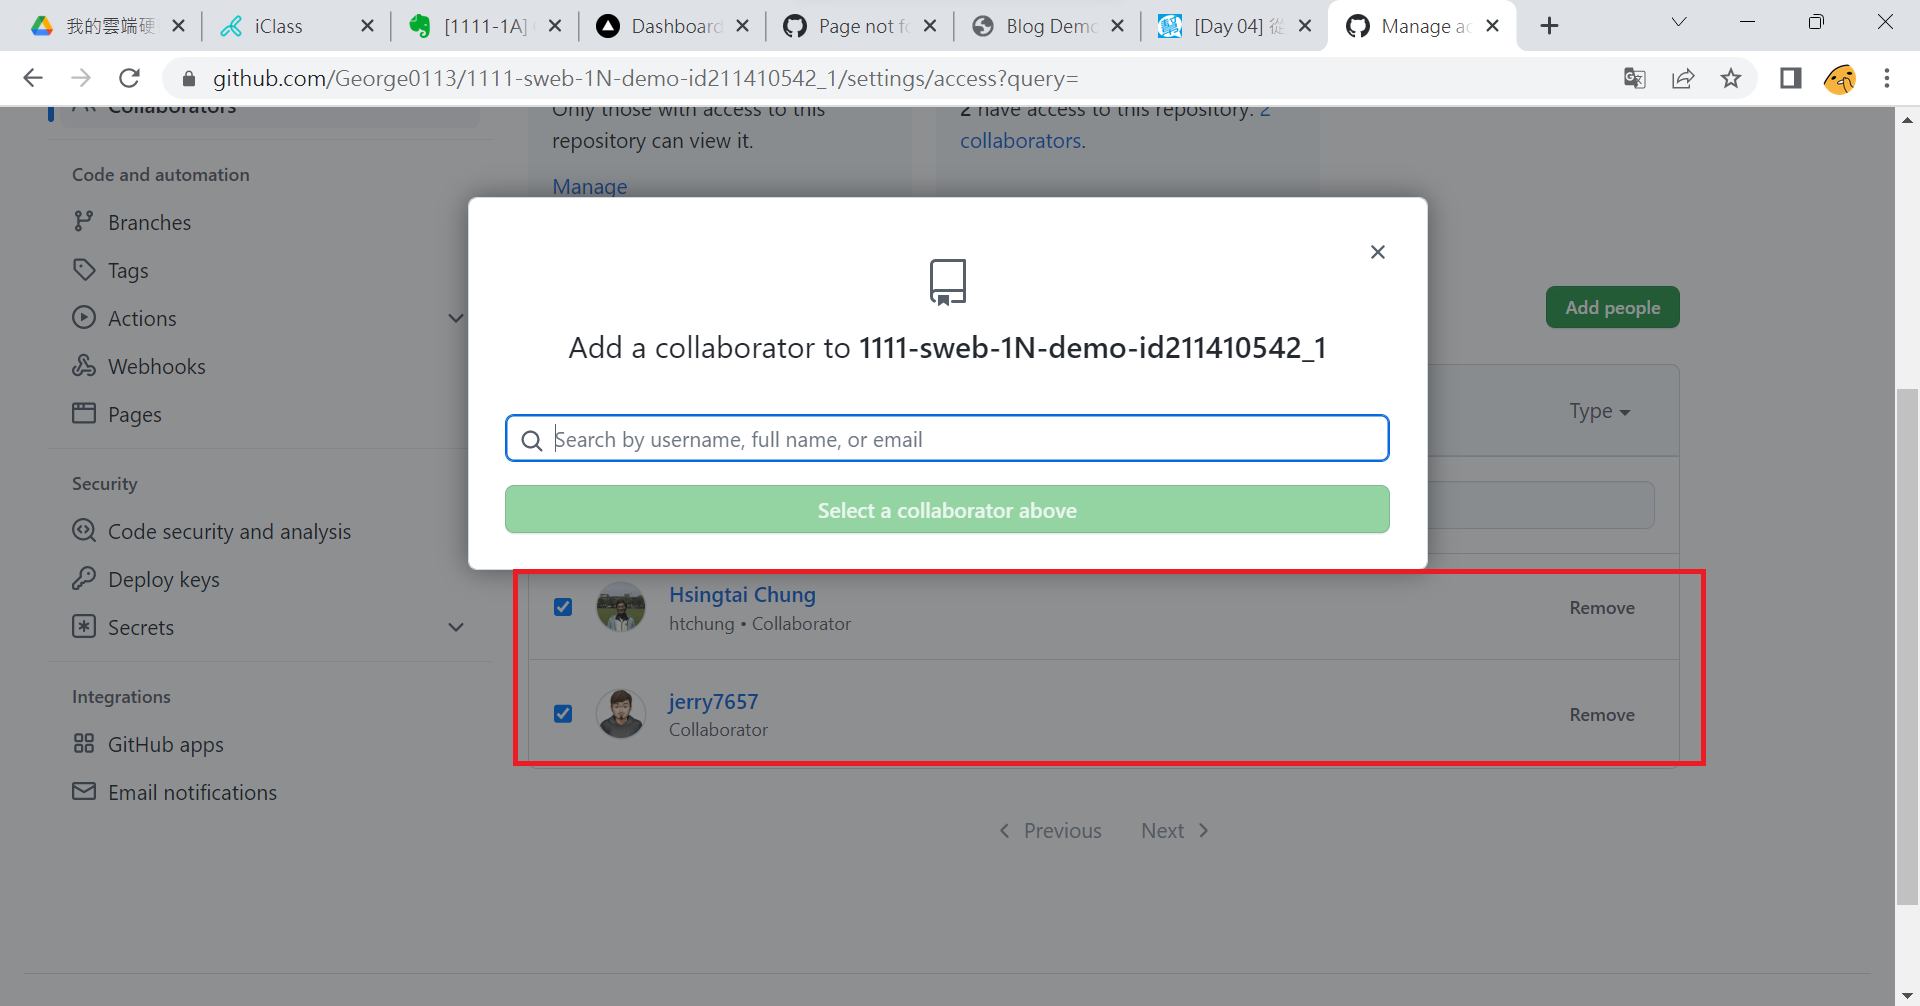 我的雲端硬
iClass
[1111-1A]
Dashboard
Page not fo
Blog Demo
[Day 04] 從
Manage ac
github.com/George0113/1111-sweb-1N-demo-id211410542_1/settings/access?query=
Collaborators
Only those with access to this
repository can view it.
Manage
2 have access to this repository. 2
collaborators.
Code and automation
Branches
Tags
Actions
Webhooks
Pages
Security
Code security and analysis
Deploy keys
Secrets
Integrations
GitHub apps
Email notifications
Add a collaborator to 1111-sweb-1N-demo-id211410542_1
Search by username, full name, or email
Select a collaborator above
Add people
Type
Hsingtai Chung
htchung • Collaborator
Remove
jerry7657
Collaborator
Remove
Previous
Next